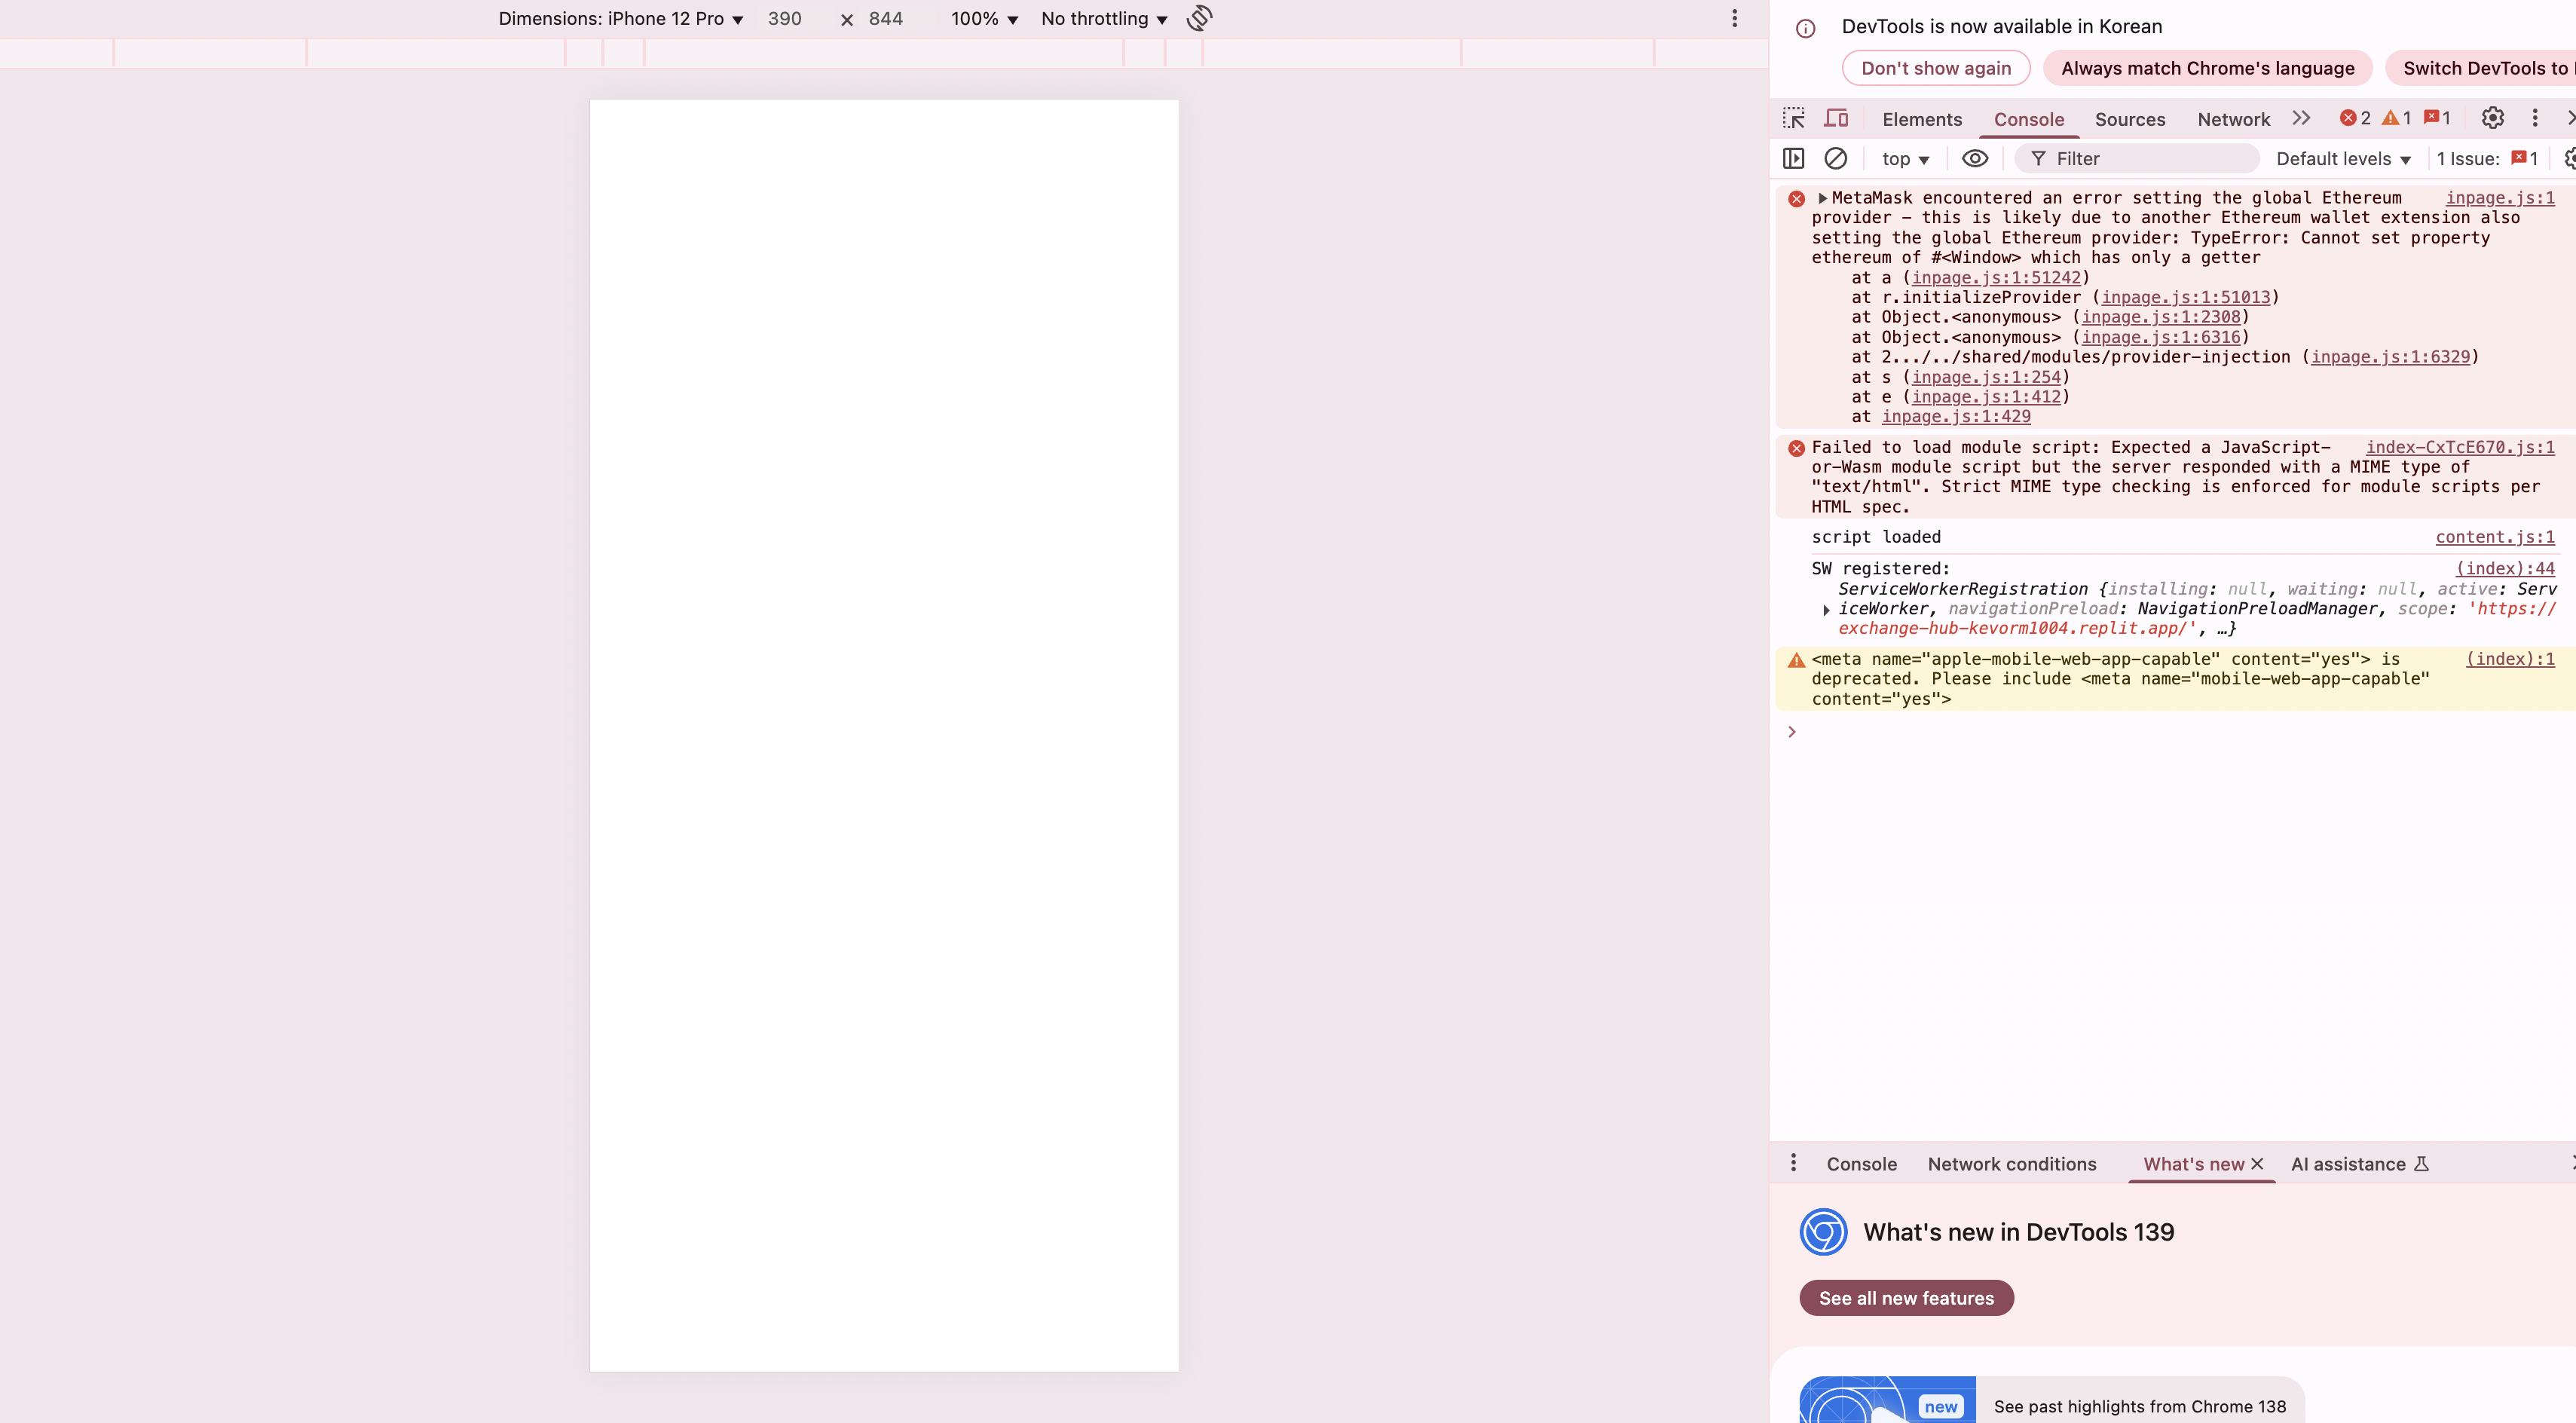 Dimensions: iPhone 12 Pro ▼ 390 × 844 100% ▼ No throttling ▼
DevTools is now available in Korean
Don't show again Always match Chrome's language Switch DevTools to
Elements Console Sources Network 2 1 1
top ▼ Filter Default levels ▼ 1 Issue: 1
MetaMask encountered an error setting the global Ethereum inpage.js:1
provider – this is likely due to another Ethereum wallet extension also
setting the global Ethereum provider: TypeError: Cannot set property
ethereum of #<Window> which has only a getter
at a (inpage.js:1:51242)
at r.initializeProvider (inpage.js:1:51013)
at Object.<anonymous> (inpage.js:1:2308)
at Object.<anonymous> (inpage.js:1:6316)
at 2.../../shared/modules/provider-injection (inpage.js:1:6329)
at s (inpage.js:1:254)
at e (inpage.js:1:412)
at inpage.js:1:429
Failed to load module script: Expected a JavaScript- index-CxTcE670.js:1
or-Wasm module script but the server responded with a MIME type of
"text/html". Strict MIME type checking is enforced for module scripts per
HTML spec.
script loaded content.js:1
SW registered: (index):44
ServiceWorkerRegistration {installing: null, waiting: null, active: Serv
iceWorker, navigationPreload: NavigationPreloadManager, scope: 'https://
exchange-hub-kevorm1004.replit.app/', …}
<meta name="apple-mobile-web-app-capable" content="yes"> is (index):1
deprecated. Please include <meta name="mobile-web-app-capable"
content="yes">
Console Network conditions What's new AI assistance
What's new in DevTools 139
See all new features
new See past highlights from Chrome 138